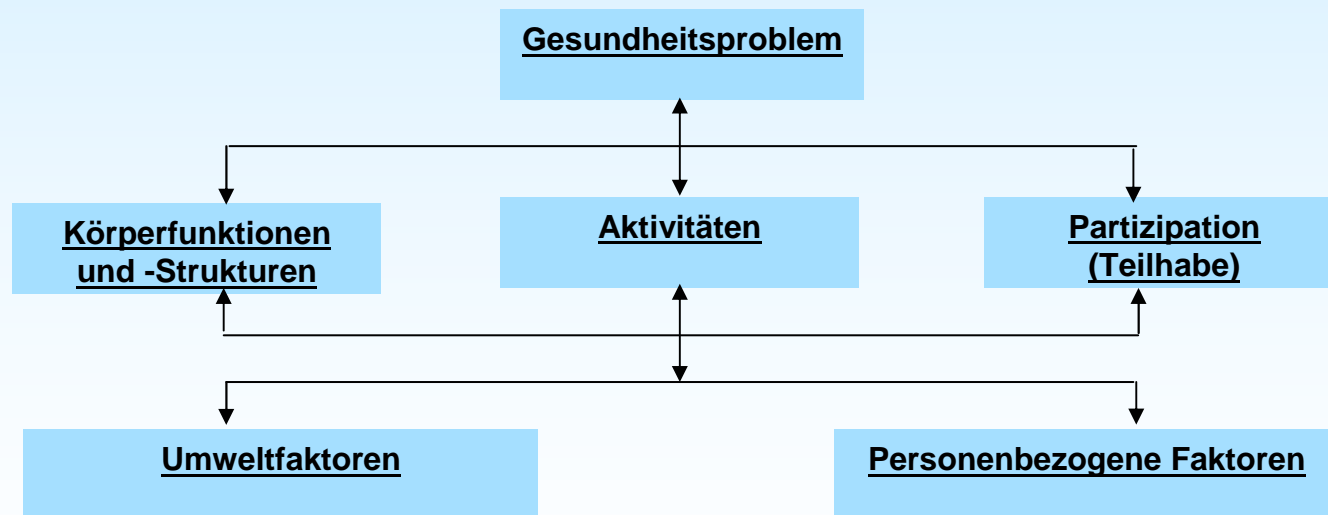 Gesundheitsproblem
Körperfunktionen
und -Strukturen
Aktivitäten
Partizipation
(Teilhabe)
Umweltfaktoren
Personenbezogene Faktoren